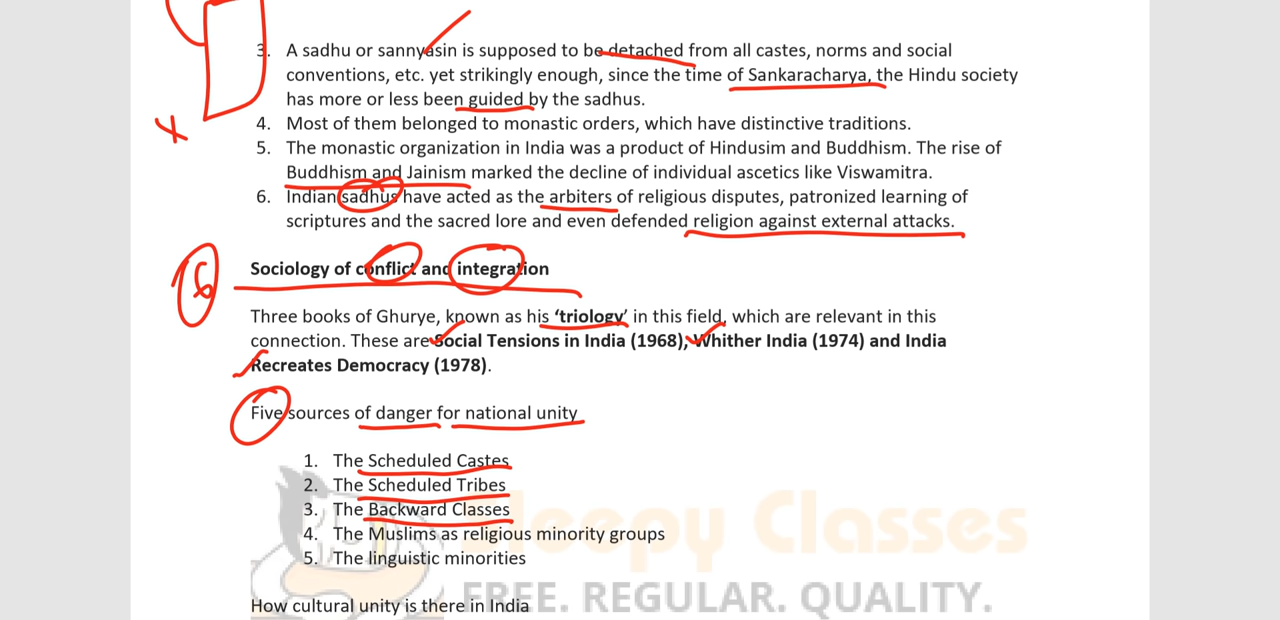 3. A sadhu or sannyasin is supposed to be detached from all castes, norms and social
conventions, etc. yet strikingly enough, since the time of Sankaracharya, the Hindu society
has more or less been guided by the sadhus.
4. Most of them belonged to monastic orders, which have distinctive traditions.
5. The monastic organization in India was a product of Hindusim and Buddhism. The rise of
Buddhism and Jainism marked the decline of individual ascetics like Viswamitra.
6. Indian sadhus have acted as the arbiters of religious disputes, patronized learning of
scriptures and the sacred lore and even defended religion against external attacks.
Sociology of conflict and integration
Three books of Ghurye, known as his ‘triology’ in this field, which are relevant in this
connection. These are Social Tensions in India (1968), Whither India (1974) and India
Recreates Democracy (1978).
Five sources of danger for national unity
1. The Scheduled Castes
2. The Scheduled Tribes
3. The Backward Classes
4. The Muslims as religious minority groups
5. The linguistic minorities
Sleepy Classes
FREE. REGULAR. QUALITY.
How cultural unity is there in India